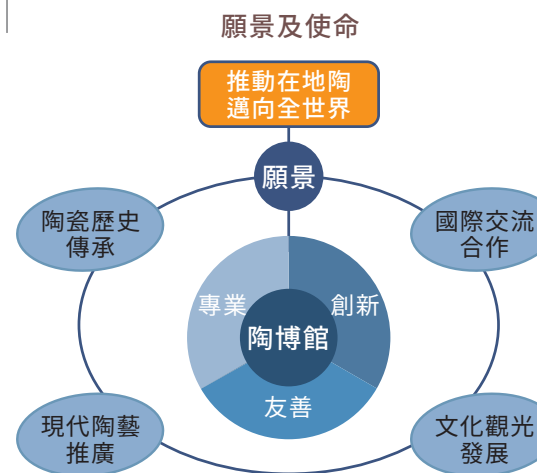 願景及使命
推動在地陶
邁向全世界
願景
陶瓷歷史
傳承
國際交流
合作
專業
創新
陶博館
友善
現代陶藝
推廣
文化觀光
發展